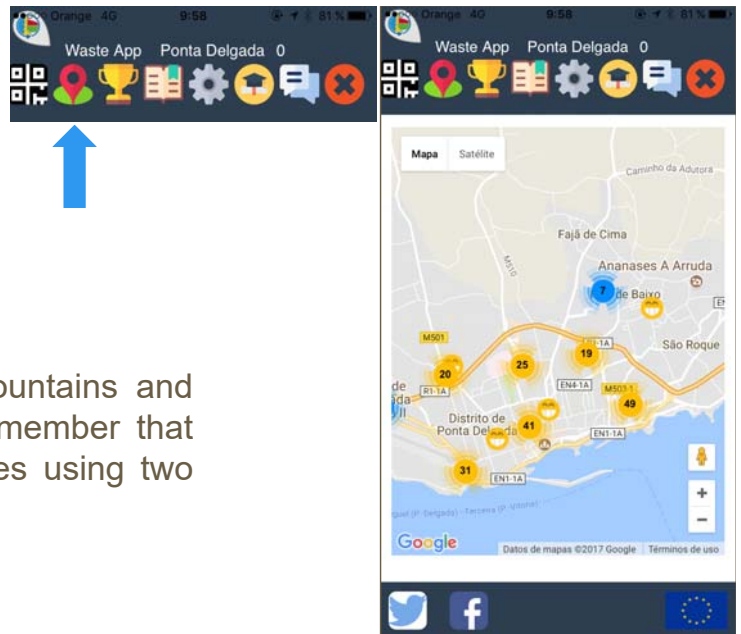 Orange 4G 9:58 81 %
Waste App Ponta Delgada 0
ountains and
member that
es using two
Orange 4G 9:58 81 %
Waste App Ponta Delgada 0
Mapa Satélite
Caminho da Adutora
Fajã de Cima
M510
Ananases A Arruda
7
de Baixo
M501
São Roque
19
20
25
R1-1A
EN4-1A
M503-1
49
Distrito de
Ponta Delgada
41
EN1-1A
31
EN1-1A
Google
Datos de mapas ©2017 Google Términos de uso